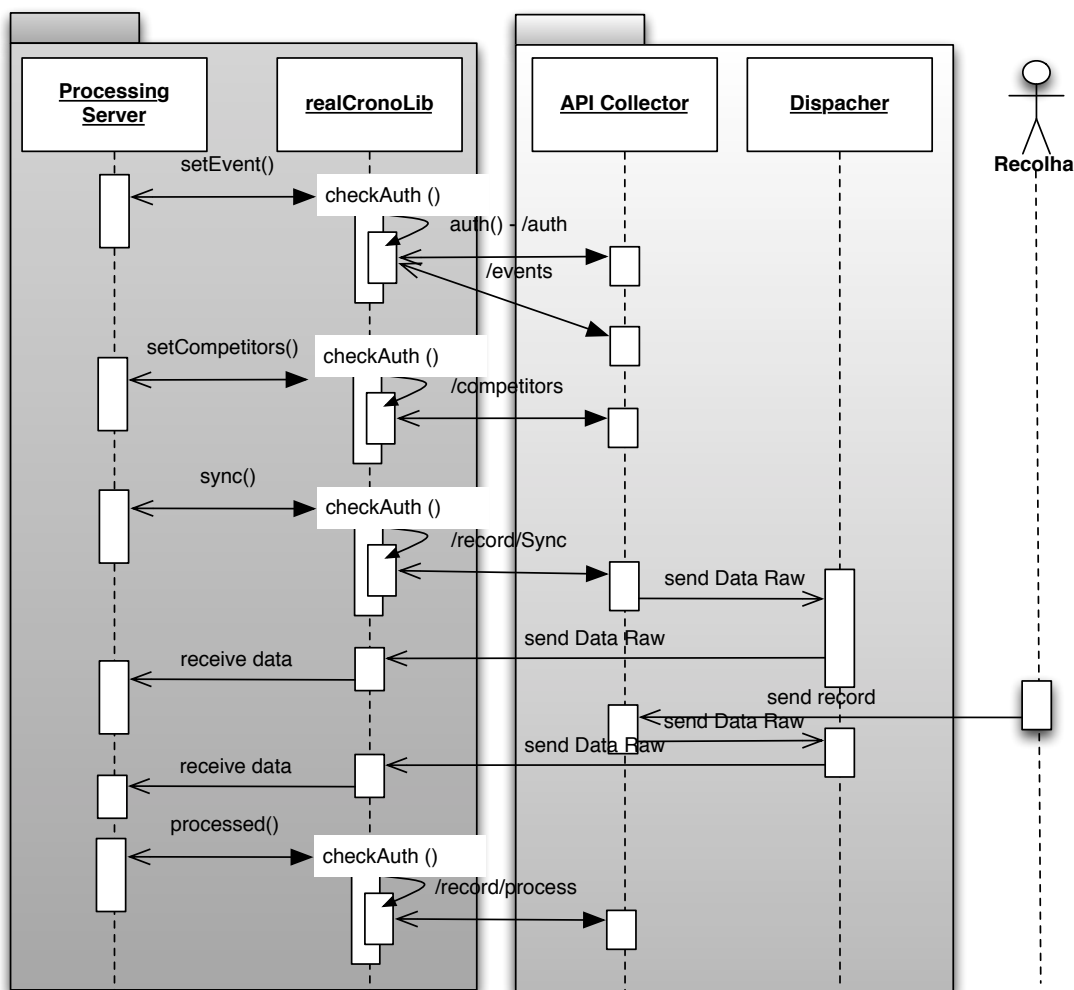 Processing
Server
realCronoLib
API Collector
Dispacher
Recolha
setEvent()
checkAuth ()
auth() - /auth
/events
setCompetitors()
checkAuth ()
/competitors
sync()
checkAuth ()
/record/Sync
send Data Raw
send Data Raw
receive data
send record
send Data Raw
send Data Raw
receive data
processed()
checkAuth ()
/record/process